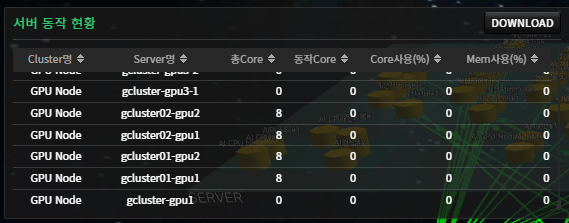 서버 동작 현황
DOWNLOAD
Cluster명 Server명 총Core 동작Core Core사용(%) Mem사용(%)
GPU Node gcluster-gpu3-2 0 0 0 0
GPU Node gcluster-gpu3-1 0 0 0 0
GPU Node gcluster02-gpu2 8 0 0 0
GPU Node gcluster02-gpu1 8 0 0 0
GPU Node gcluster01-gpu2 8 0 0 0
GPU Node gcluster01-gpu1 8 0 0 0
GPU Node gcluster-gpu1 0 0 0 0
SERVER